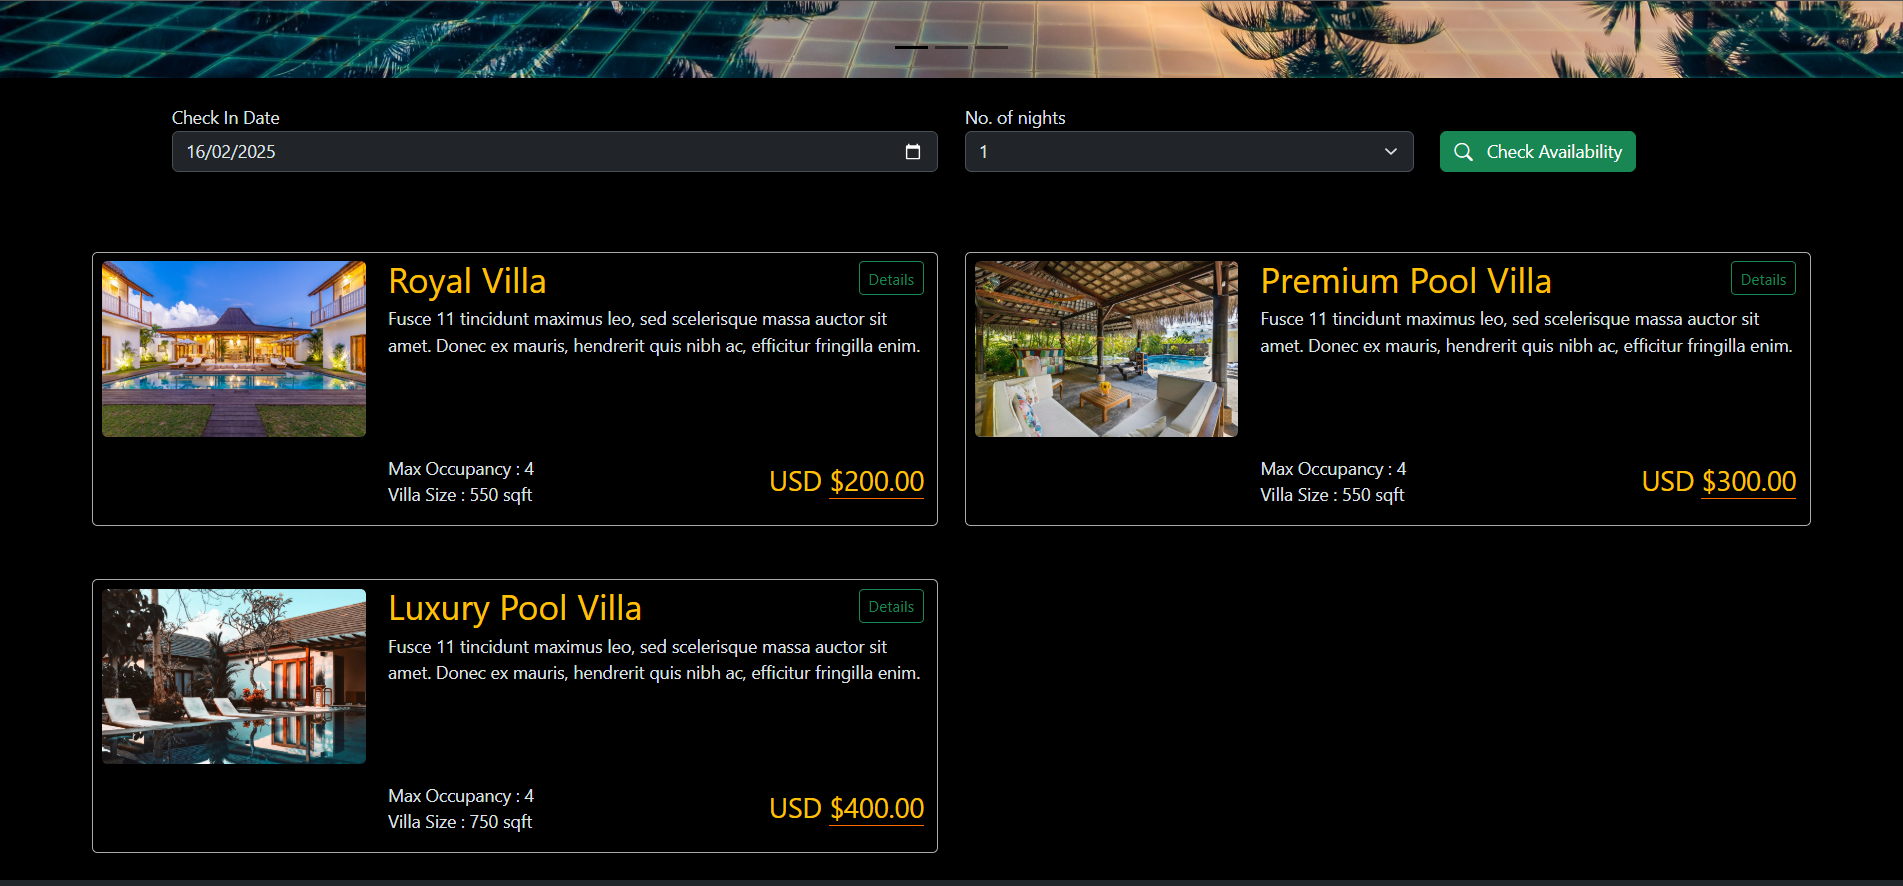 Check In Date
16/02/2025
No. of nights
1
Check Availability
Royal Villa
Details
Fusce 11 tincidunt maximus leo, sed scelerisque massa auctor sit
amet. Donec ex mauris, hendrerit quis nibh ac, efficitur fringilla enim.
Max Occupancy : 4
Villa Size : 550 sqft
USD $200.00
Premium Pool Villa
Details
Fusce 11 tincidunt maximus leo, sed scelerisque massa auctor sit
amet. Donec ex mauris, hendrerit quis nibh ac, efficitur fringilla enim.
Max Occupancy : 4
Villa Size : 550 sqft
USD $300.00
Luxury Pool Villa
Details
Fusce 11 tincidunt maximus leo, sed scelerisque massa auctor sit
amet. Donec ex mauris, hendrerit quis nibh ac, efficitur fringilla enim.
Max Occupancy : 4
Villa Size : 750 sqft
USD $400.00